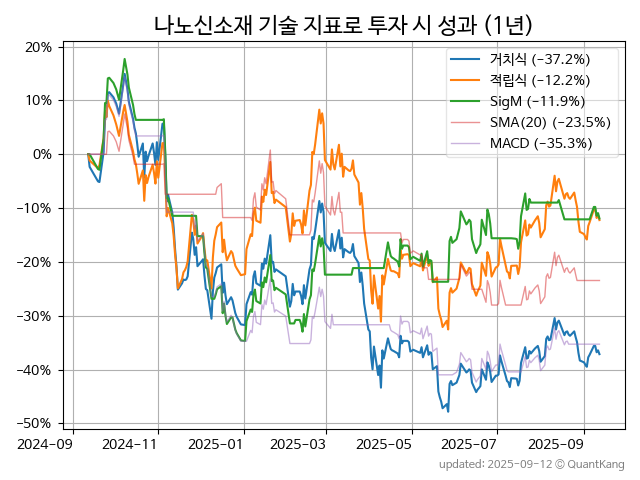 나노신소재 기술 지표로 투자 시 성과 (1년)
거치식 (−37.2%)
적립식 (−12.2%)
SigM (−11.9%)
SMA(20) (−23.5%)
MACD (−35.3%)
20%
10%
0%
−10%
−20%
−30%
−40%
−50%
2024-09
2024-11
2025-01
2025-03
2025-05
2025-07
2025-09
updated: 2025-09-12 © QuantKang